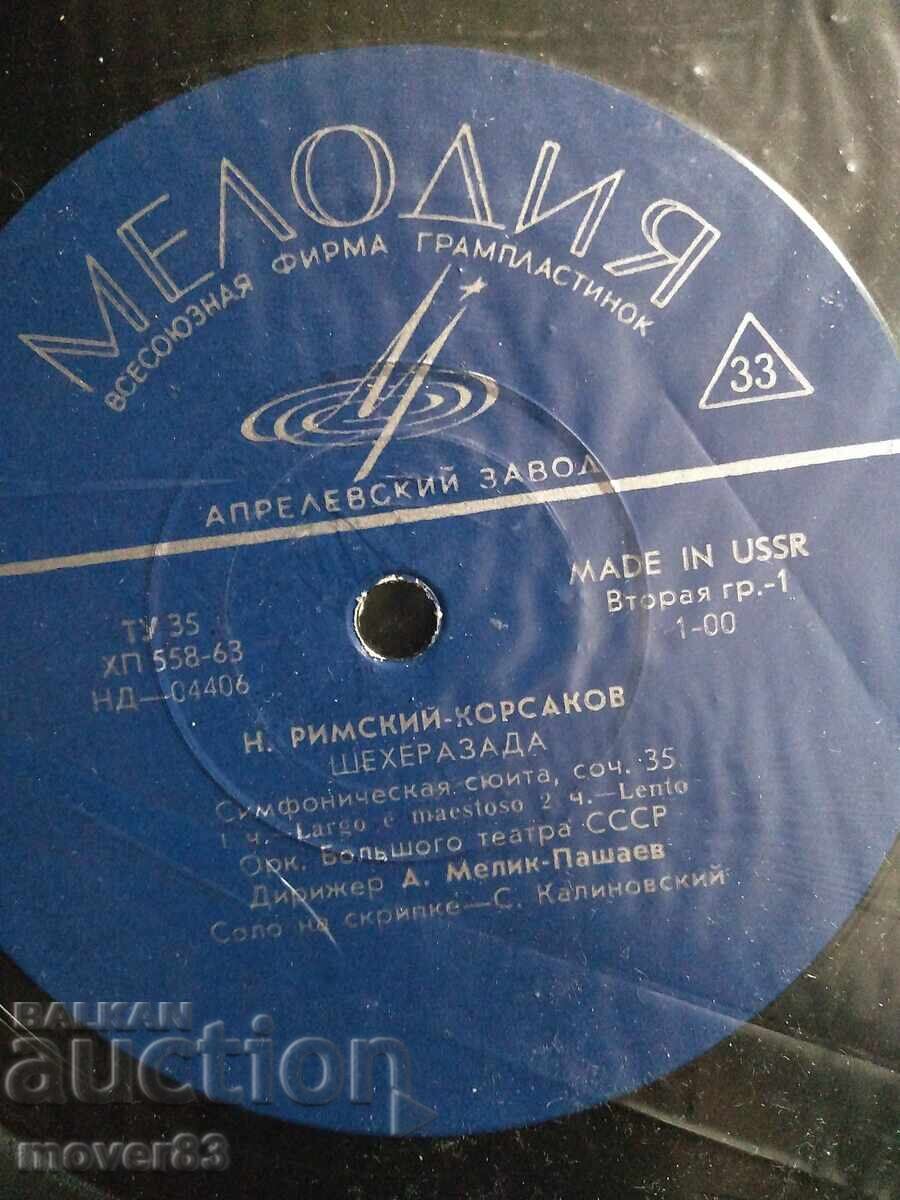 МЕЛОДИЯ
ВСЕСОЮЗНАЯ ФИРМА ГРАМПЛАСТИНОК
33
АПРЕЛЕВСКИЙ ЗАВОД
MADE IN USSR
Вторая гр.-1
1-00
ТУ 35
ХП 558-63
НД—04406
Н. РИМСКИЙ-КОРСАКОВ
ШЕХЕРАЗАДА
Симфоническая сюита, соч. 35
1 ч.—Largo e maestoso 2 ч.—Lento
Орк. Большого театра СССР
Дирижер А. Мелик-Пашаев
Соло на скрипке—С. Калиновский
BALKAN
auction
mover83